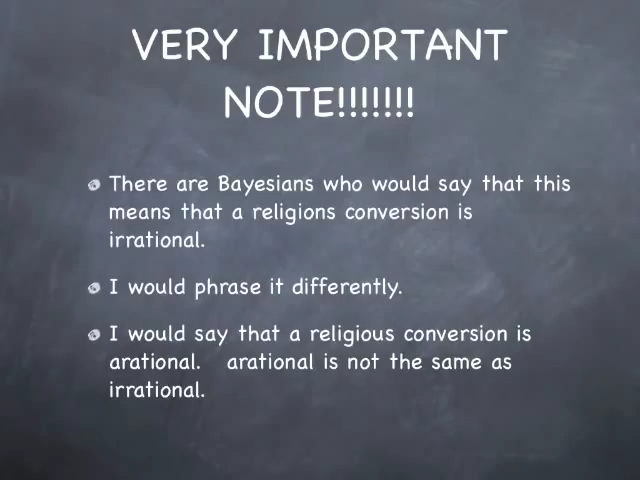 VERY IMPORTANT
NOTE!!!!!!!
There are Bayesians who would say that this
means that a religions conversion is
irrational.
I would phrase it differently.
I would say that a religious conversion is
arational. arational is not the same as
irrational.